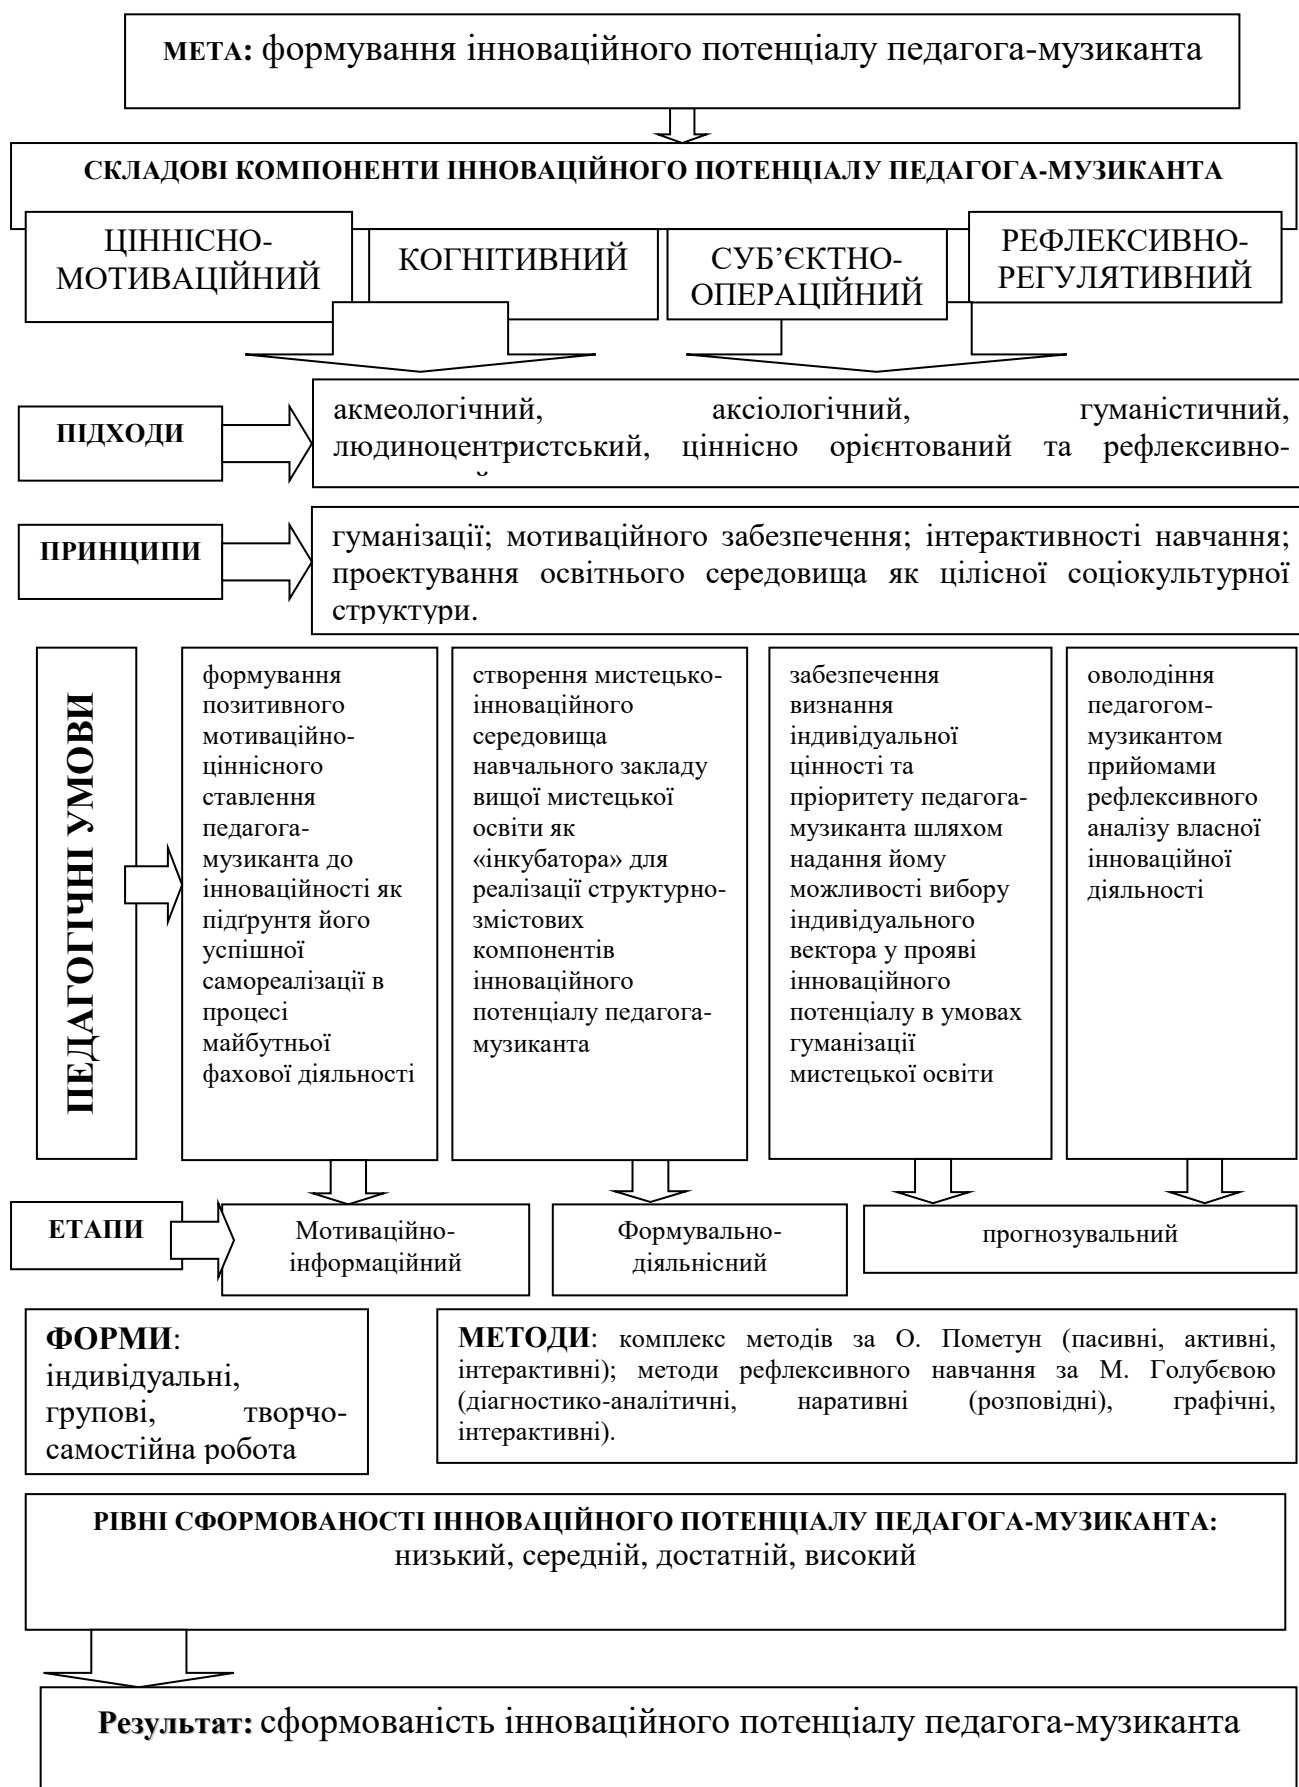 МЕТА: формування інноваційного потенціалу педагога-музиканта
СКЛАДОВІ КОМПОНЕНТИ ІННОВАЦІЙНОГО ПОТЕНЦІАЛУ ПЕДАГОГА-МУЗИКАНТА
ЦІННІСНО-
МОТИВАЦІЙНИЙ
КОГНІТИВНИЙ
СУБ’ЄКТНО-
ОПЕРАЦІЙНИЙ
РЕФЛЕКСИВНО-
РЕГУЛЯТИВНИЙ
ПІДХОДИ
акмеологічний, аксіологічний, гуманістичний,
людиноцентристський, ціннісно орієнтований та рефлексивно-
ПРИНЦИПИ
гуманізації; мотиваційного забезпечення; інтерактивності навчання;
проектування освітнього середовища як цілісної соціокультурної
структури.
ПЕДАГОГІЧНІ УМОВИ
формування
позитивного
мотиваційно-
ціннісного
ставлення
педагога-
музиканта до
інноваційності як
підґрунтя його
успішної
самореалізації в
процесі
майбутньої
фахової діяльності
створення мистецько-
інноваційного
середовища
навчального закладу
вищої мистецької
освіти як
«інкубатора» для
реалізації структурно-
змістових
компонентів
інноваційного
потенціалу педагога-
музиканта
забезпечення
визнання
індивідуальної
цінності та
пріоритету педагога-
музиканта шляхом
надання йому
можливості вибору
індивідуального
вектора у прояві
інноваційного
потенціалу в умовах
гуманізації
мистецької освіти
оволодіння
педагогом-
музикантом
прийомами
рефлексивного
аналізу власної
інноваційної
діяльності
ЕТАПИ
Мотиваційно-
інформаційний
Формувально-
діяльнісний
прогнозувальний
ФОРМИ:
індивідуальні,
групові, творчо-
самостійна робота
МЕТОДИ: комплекс методів за О. Пометун (пасивні, активні,
інтерактивні); методи рефлексивного навчання за М. Голубєвою
(діагностико-аналітичні, наративні (розповідні), графічні,
інтерактивні).
РІВНІ СФОРМОВАНОСТІ ІННОВАЦІЙНОГО ПОТЕНЦІАЛУ ПЕДАГОГА-МУЗИКАНТА:
низький, середній, достатній, високий
Результат: сформованість інноваційного потенціалу педагога-музиканта